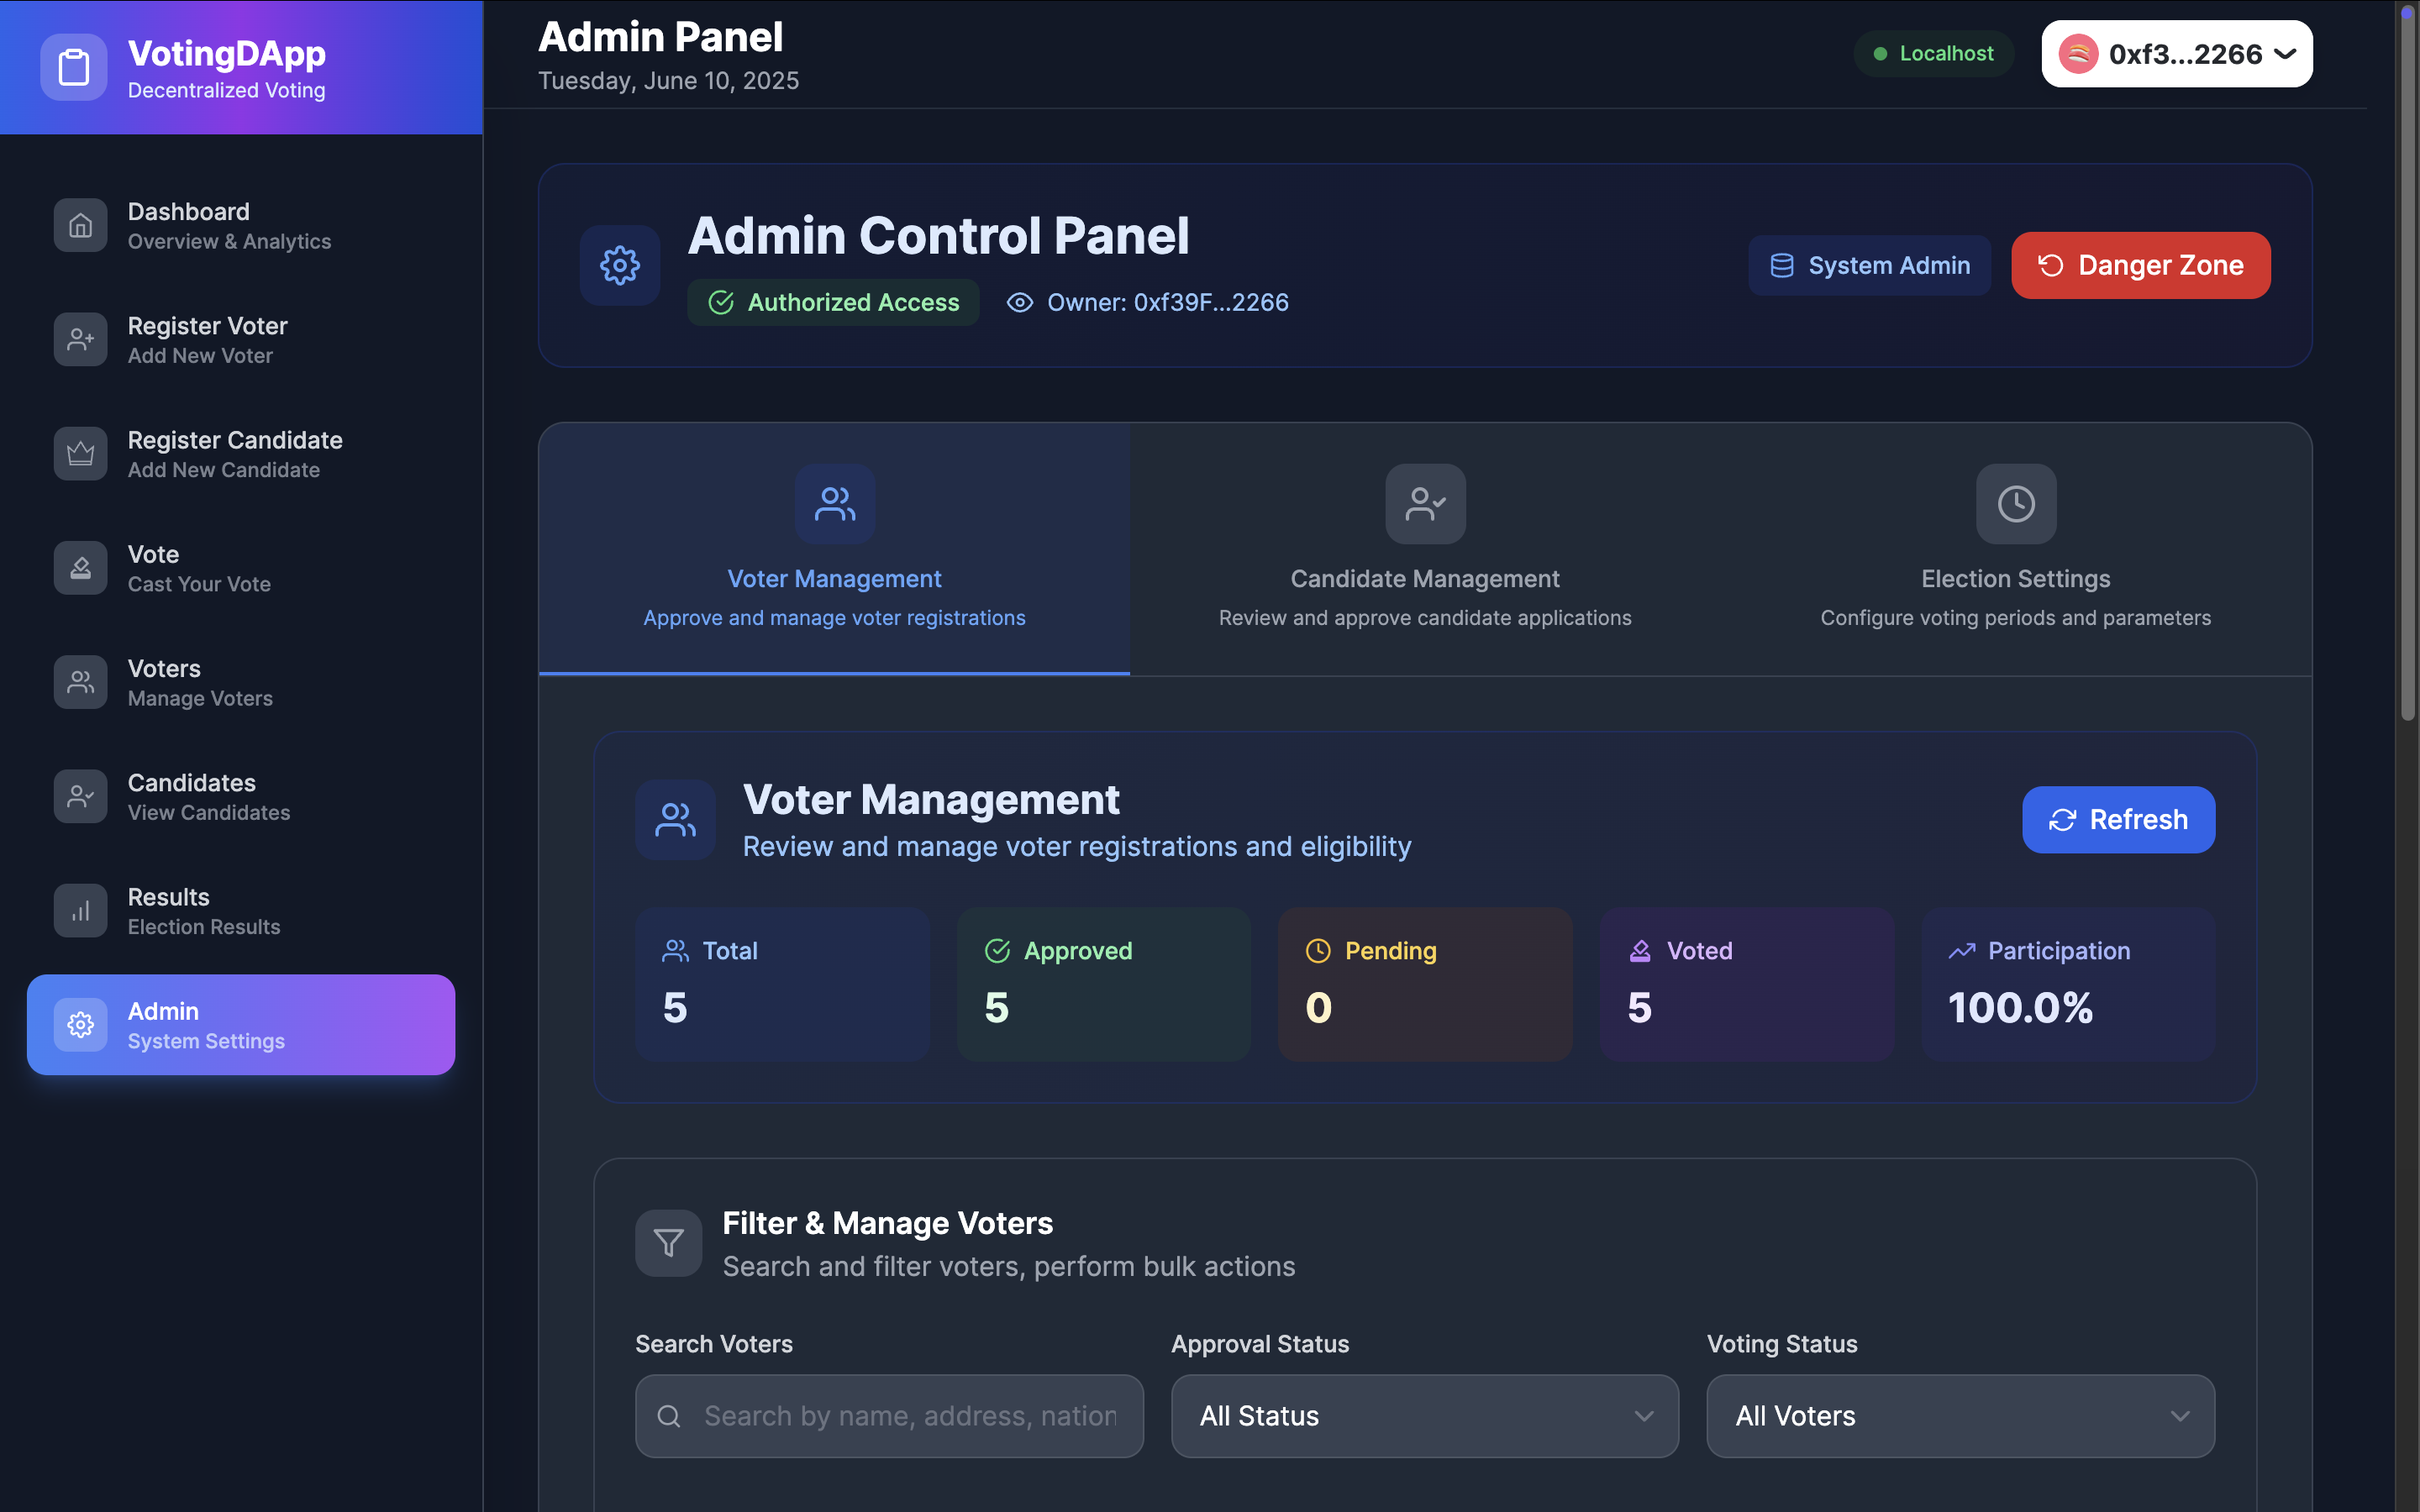 VotingDApp
Decentralized Voting
Dashboard
Overview & Analytics
Register Voter
Add New Voter
Register Candidate
Add New Candidate
Vote
Cast Your Vote
Voters
Manage Voters
Candidates
View Candidates
Results
Election Results
Admin
System Settings
Admin Panel
Tuesday, June 10, 2025
Localhost
0xf3...2266
Admin Control Panel
Authorized Access
Owner: 0xf39F...2266
System Admin
Danger Zone
Voter Management
Approve and manage voter registrations
Candidate Management
Review and approve candidate applications
Election Settings
Configure voting periods and parameters
Voter Management
Review and manage voter registrations and eligibility
Refresh
Total
5
Approved
5
Pending
0
Voted
5
Participation
100.0%
Filter & Manage Voters
Search and filter voters, perform bulk actions
Search Voters
Search by name, address, nation
Approval Status
All Status
Voting Status
All Voters